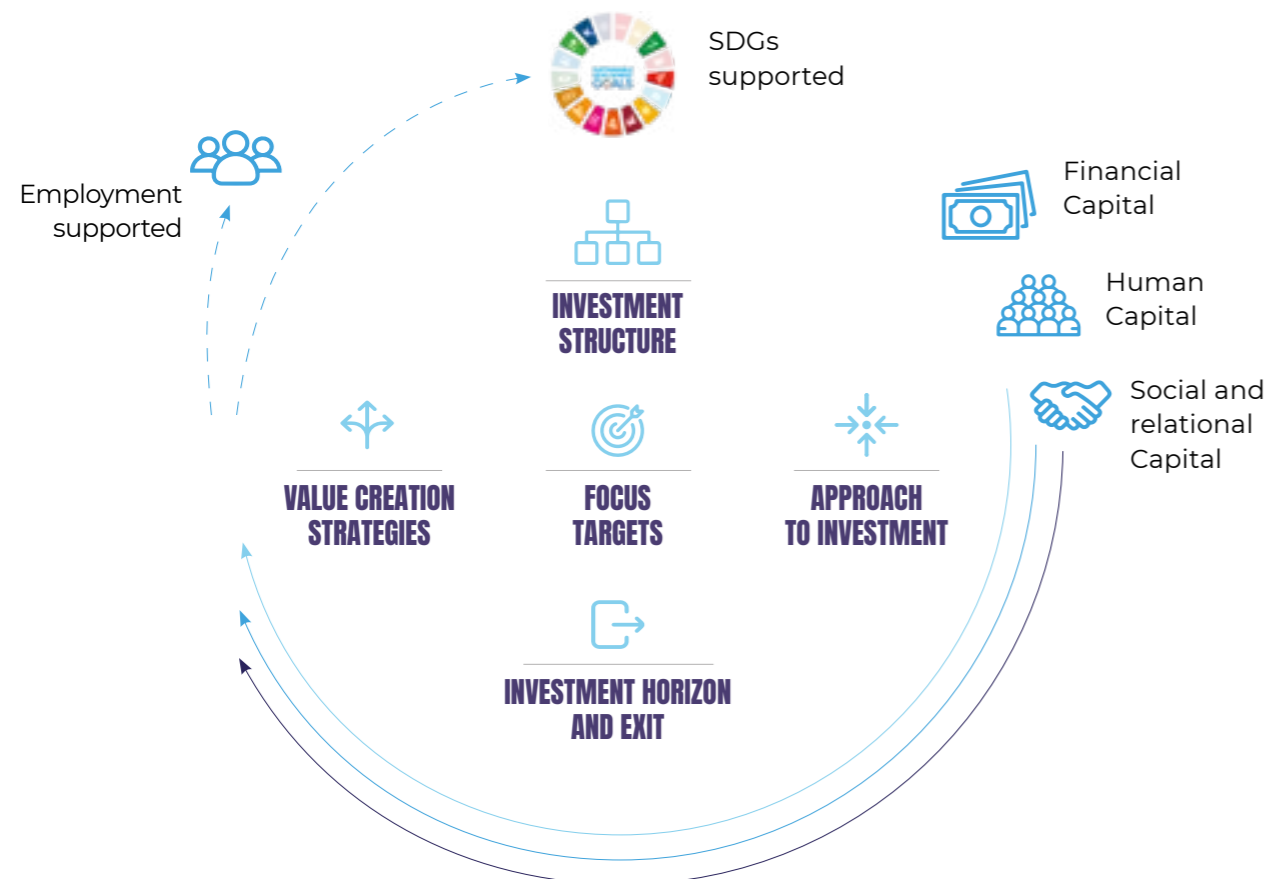 SDGs
supported
Employment
supported
Financial
Capital
Human
Capital
Social and
relational
Capital
INVESTMENT
STRUCTURE
VALUE CREATION
STRATEGIES
FOCUS
TARGETS
APPROACH
TO INVESTMENT
INVESTMENT HORIZON
AND EXIT
GOALS